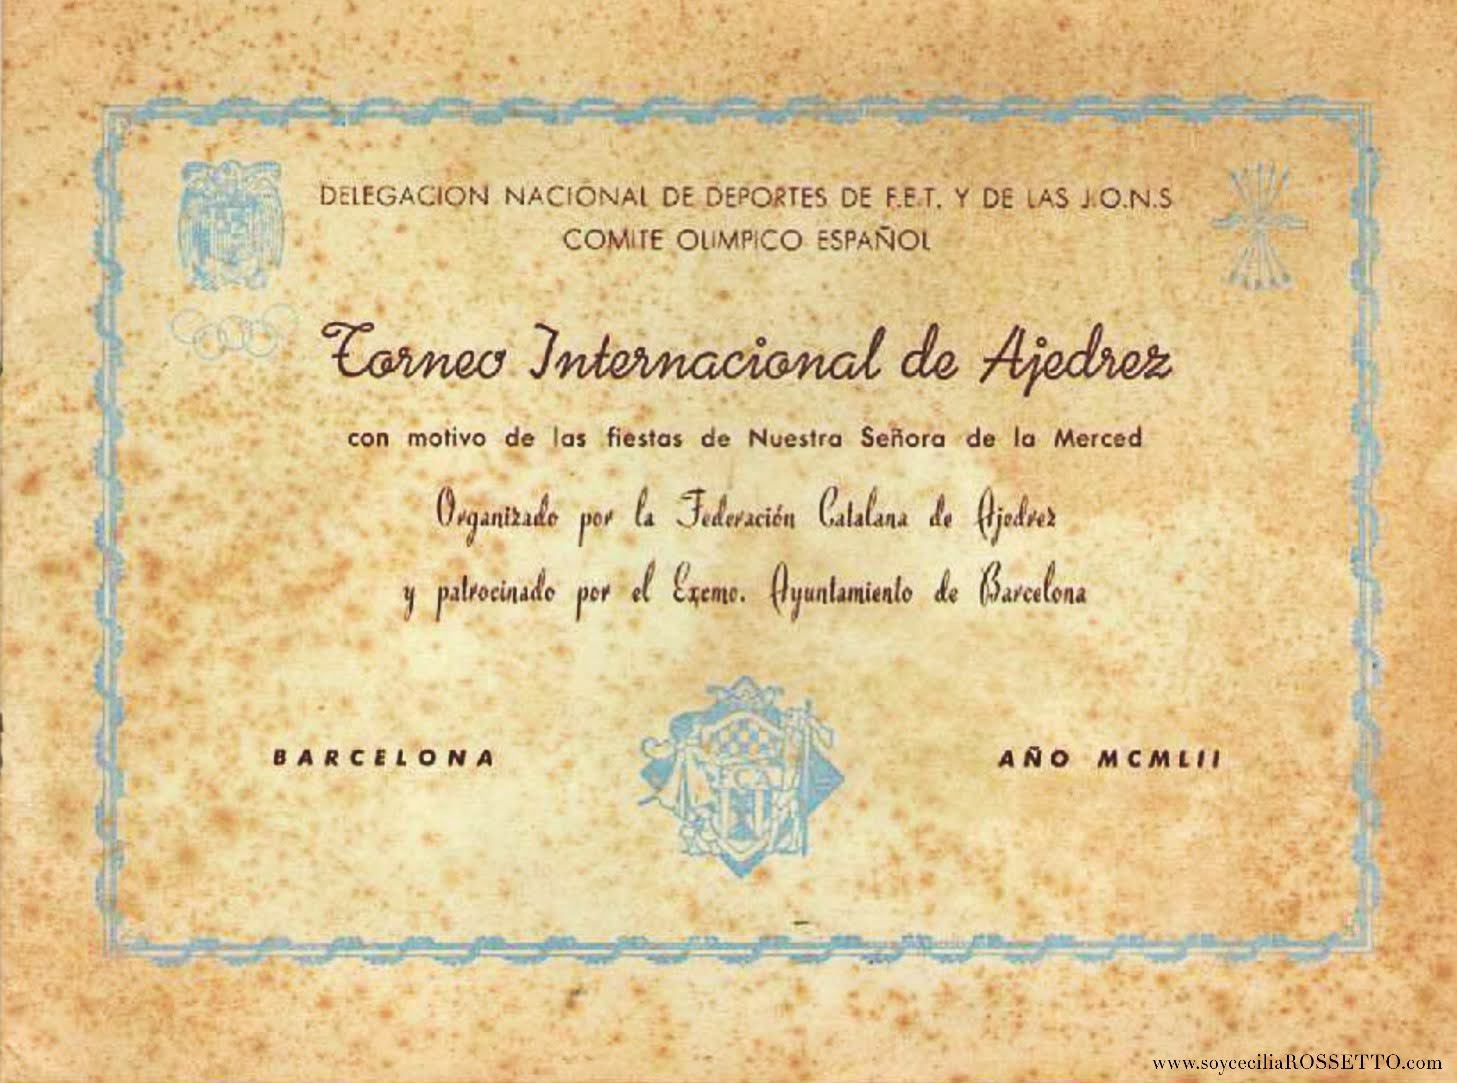 DELEGACION NACIONAL DE DEPORTES DE F.E.T. Y DE LAS J.O.N.S
COMITE OLIMPICO ESPAÑOL
Torneo Internacional de Ajedrez
con motivo de las fiestas de Nuestra Señora de la Merced
Organizado por la Federación Catalana de Ajedrez
y patrocinado por el Excmo. Ayuntamiento de Barcelona
FCA
BARCELONA AÑO MCMLII
www.soyceciliaROSSETTO.com